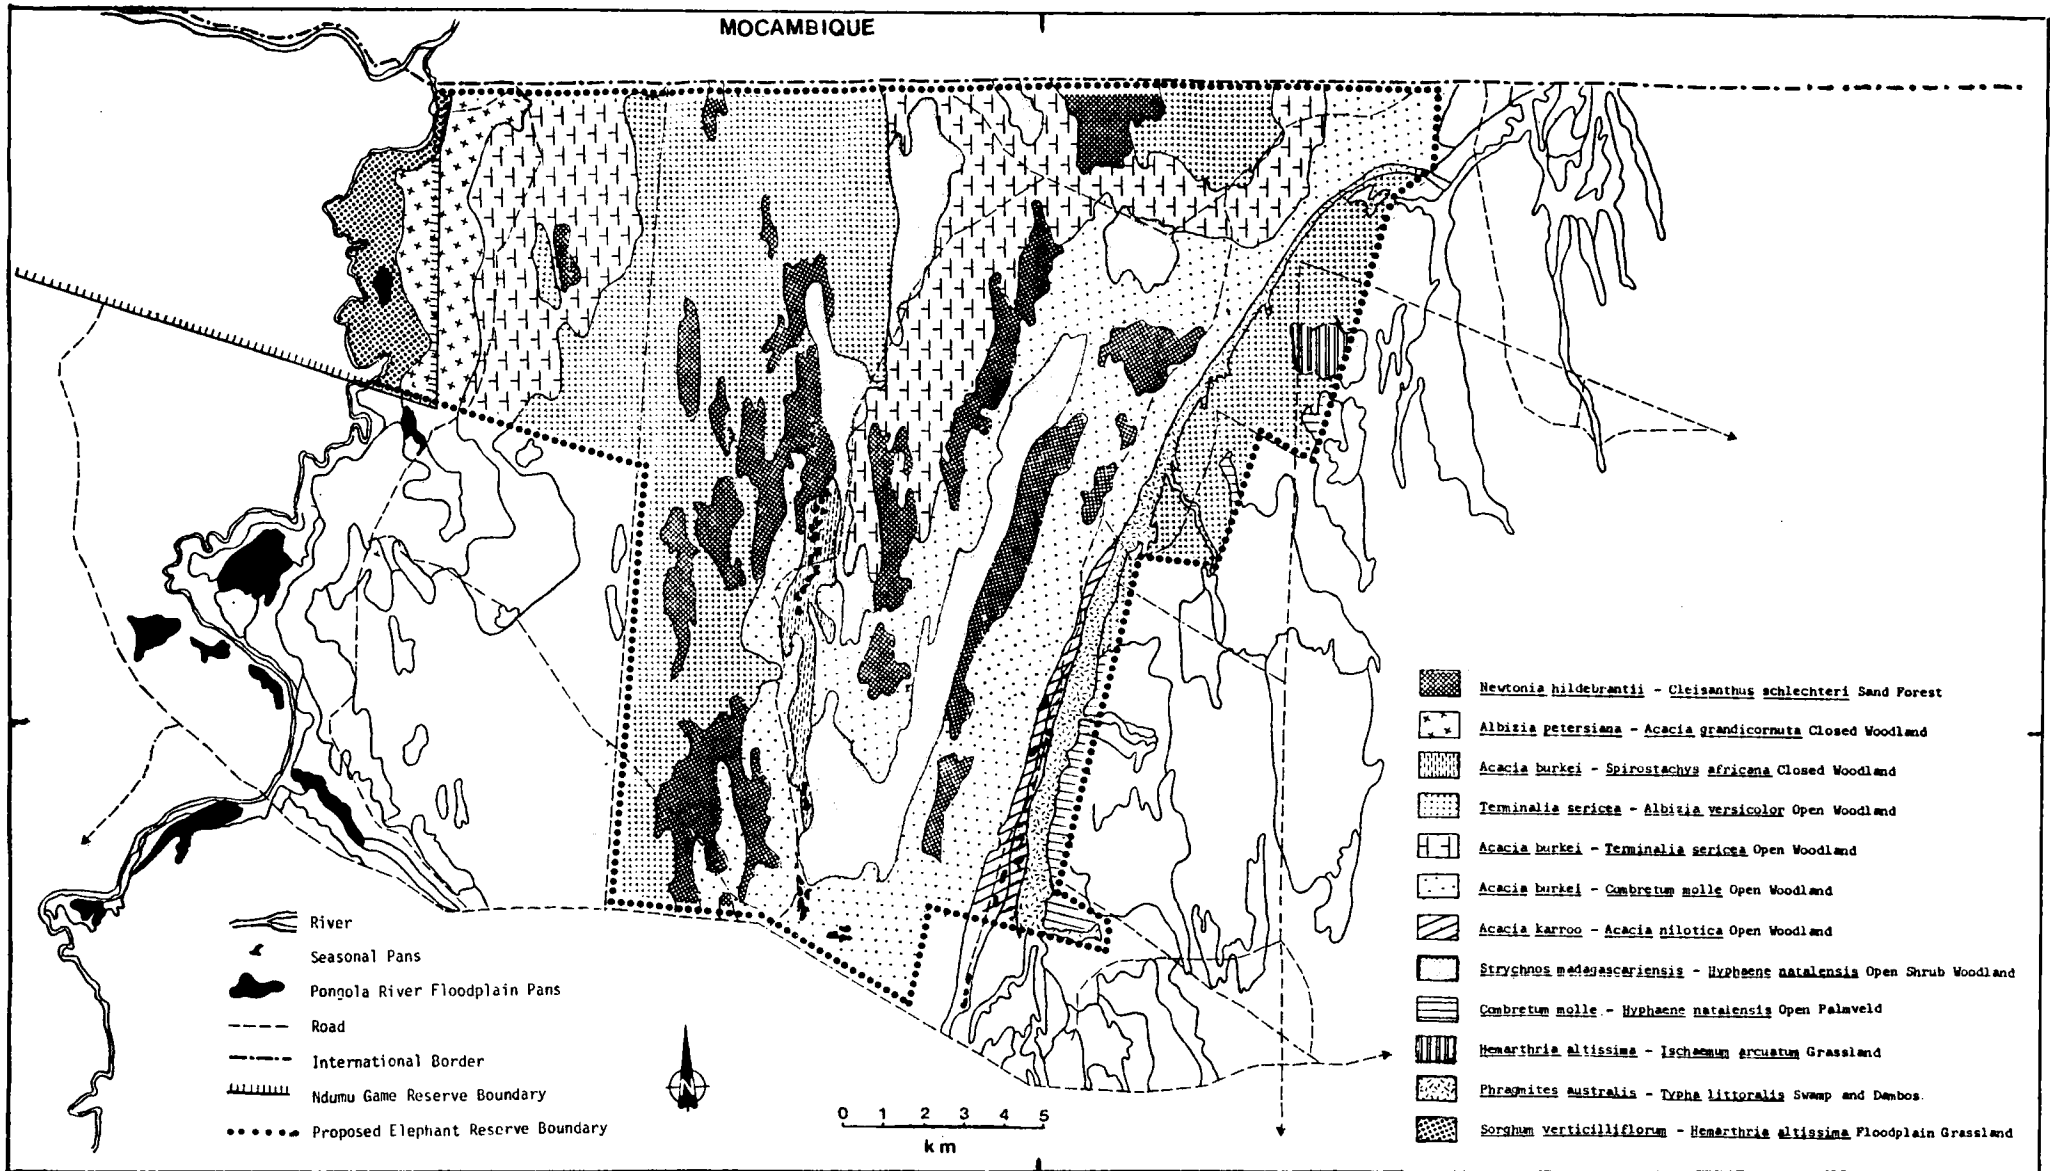 MOCAMBIQUE
River
Seasonal Pans
Pongola River Floodplain Pans
Road
International Border
Ndumu Game Reserve Boundary
Proposed Elephant Reserve Boundary
N
0 1 2 3 4 5
km
Newtonia hildebrantii - Cleisanthus schlechteri Sand Forest
Albizia petersiana - Acacia grandicornuta Closed Woodland
Acacia burkei - Spirostachys africana Closed Woodland
Terminalia sericea - Albizia versicolor Open Woodland
Acacia burkei - Terminalia sericea Open Woodland
Acacia burkei - Combretum molle Open Woodland
Acacia karroo - Acacia nilotica Open Woodland
Strychnos madagascariensis - Hyphaene natalensis Open Shrub Woodland
Combretum molle - Hyphaene natalensis Open Palmveld
Hemarthria altissima - Ischaemum arcuatum Grassland
Phragmites australis - Typha littoralis Swamp and Dambos.
Sorghum verticilliflorum - Hemarthria altissima Floodplain Grassland